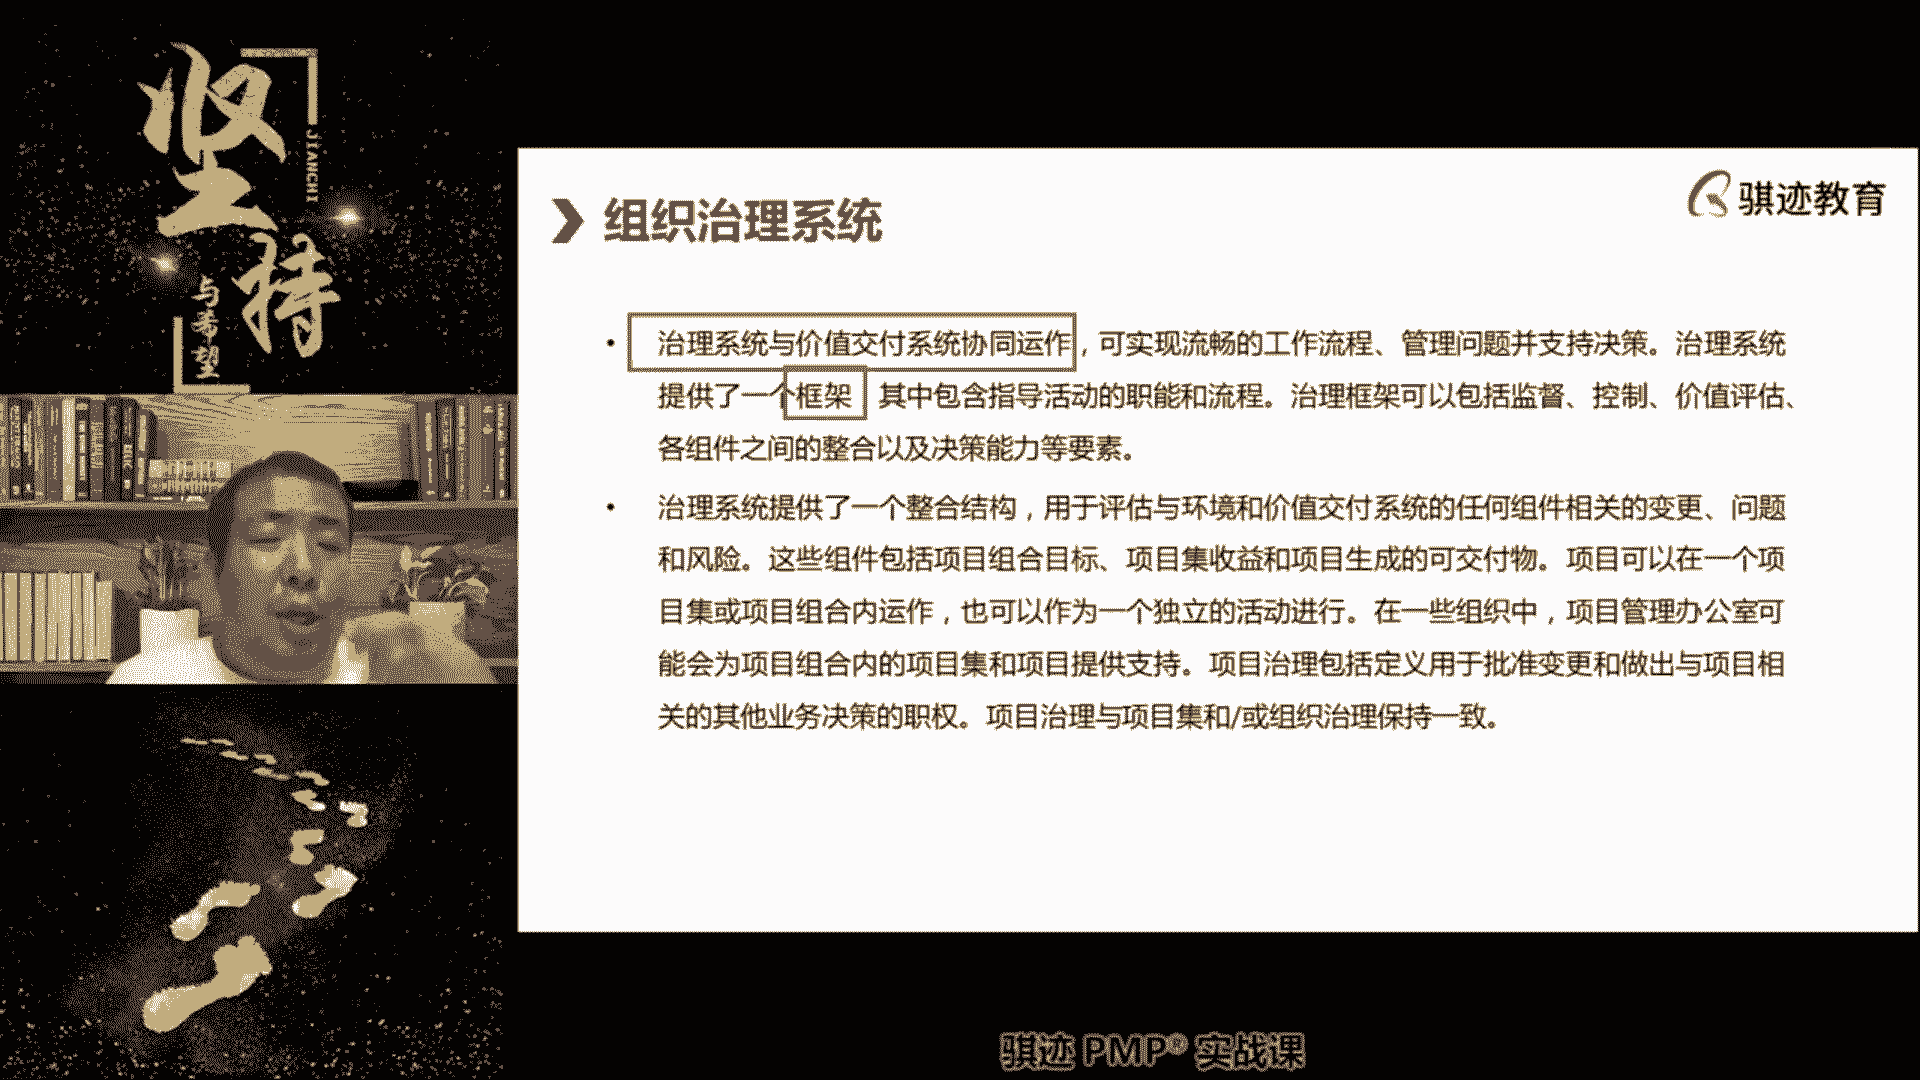 坚持
JIANCHI
与希望
组织治理系统
骐迹教育
• 治理系统与价值交付系统协同运作，可实现流畅的工作流程、管理问题并支持决策。治理系统
提供了一个框架 其中包含指导活动的职能和流程。治理框架可以包括监督、控制、价值评估、
各组件之间的整合以及决策能力等要素。
• 治理系统提供了一个整合结构，用于评估与环境和价值交付系统的任何组件相关的变更、问题
和风险。这些组件包括项目组合目标、项目集收益和项目生成的可交付物。项目可以在一个项
目集或项目组合内运作，也可以作为一个独立的活动进行。在一些组织中，项目管理办公室可
能会为项目组合内的项目集和项目提供支持。项目治理包括定义用于批准变更和做出与项目相
关的其他业务决策的职权。项目治理与项目集和/或组织治理保持一致。
骐迹 PMP® 实战课